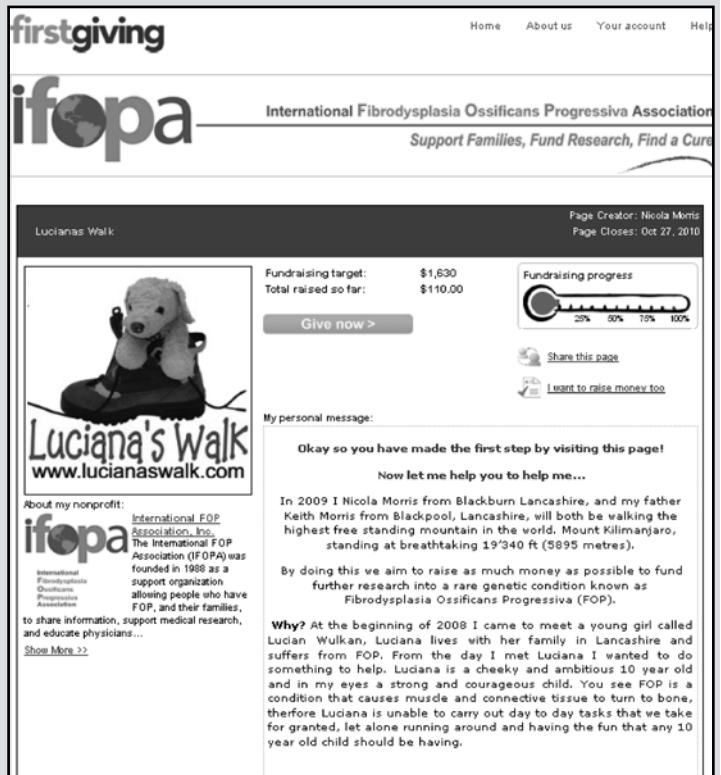 firstgiving
Home About us Your account Help
ifopa
International Fibrodysplasia Ossificans Progressiva Association
Support Families, Fund Research, Find a Cure
Lucianas Walk
Page Creator: Nicola Morris
Page Closes: Oct 27, 2010
Fundraising target: $1,630
Total raised so far: $110.00
Give now >
Fundraising progress
25% 50% 75% 100%
Share this page
I want to raise money too
Luciana's Walk
www.lucianaswalk.com
About my nonprofit:
ifopa
International
Fibrodysplasia
Ossificans
Progressiva
Association
International FOP
Association, Inc.
The International FOP
Association (IFOPA) was
founded in 1988 as a
support organization
allowing people who have
FOP, and their families,
to share information, support medical research,
and educate physicians...
Show More >>
My personal message:
Okay so you have made the first step by visiting this page!
Now let me help you to help me...
In 2009 I Nicola Morris from Blackburn Lancashire, and my father
Keith Morris from Blackpool, Lancashire, will both be walking the
highest free standing mountain in the world. Mount Kilimanjaro,
standing at breathtaking 19'340 ft (5895 metres).
By doing this we aim to raise as much money as possible to fund
further research into a rare genetic condition known as
Fibrodysplasia Ossificans Progressiva (FOP).
Why? At the beginning of 2008 I came to meet a young girl called
Lucian Wulkan, Luciana lives with her family in Lancashire and
suffers from FOP. From the day I met Luciana I wanted to do
something to help. Luciana is a cheeky and ambitious 10 year old
and in my eyes a strong and courageous child. You see FOP is a
condition that causes muscle and connective tissue to turn to bone,
therfore Luciana is unable to carry out day to day tasks that we take
for granted, let alone running around and having the fun that any 10
year old child should be having.